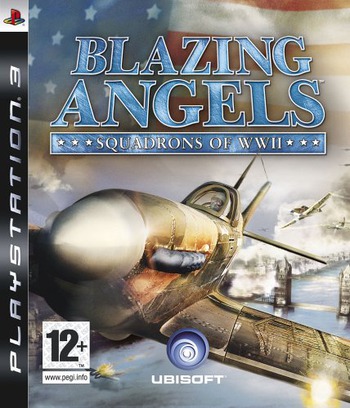 PLAYSTATION 3
BLAZING
ANGELS
SQUADRONS OF WWII
12+
www.pegi.info
UBISOFT